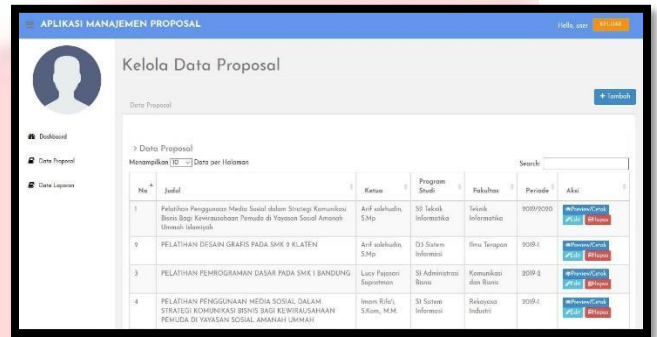 APLIKASI MANAJEMEN PROPOSAL
Hello, user KELUAR
Kelola Data Proposal
+ Tambah
Data Proposal
Dashboard
Data Proposal
Data Laporan
> Data Proposal
Menampilkan 10 Data per Halaman
Search:
No Judul Ketua Program Studi Fakultas Periode Aksi
1 Pelatihan Penggunaan Media Sosial dalam Strategi Komunikasi Arif solehudin, S2 Teknik Teknik 2019/2020 Preview/Cetak
Bisnis Bagi Kewirausahaan Pemuda di Yayasan Sosial Amanah S.Mp Informatika Informatika Edit Hapus
Ummah Islamiyah
2 PELATIHAN DESAIN GRAFIS PADA SMK 2 KLATEN Arif solehudin, D3 Sistem Ilmu Terapan 2019-1 Preview/Cetak
S.Mp Informasi Edit Hapus
3 PELATIHAN PEMROGRAMAN DASAR PADA SMK 1 BANDUNG Lucy Pujasari S1 Administrasi Komunikasi 2019-2 Preview/Cetak
Supratman Bisnis dan Bisnis Edit Hapus
4 PELATIHAN PENGGUNAAN MEDIA SOSIAL DALAM Imam Rifa'i, S1 Sistem Rekayasa 2019-1 Preview/Cetak
STRATEGI KOMUNIKASI BISNIS BAGI KEWIRAUSAHAAN S.Kom., M.M. Informasi Industri Edit Hapus
PEMUDA DI YAYASAN SOSIAL AMANAH UMMAH